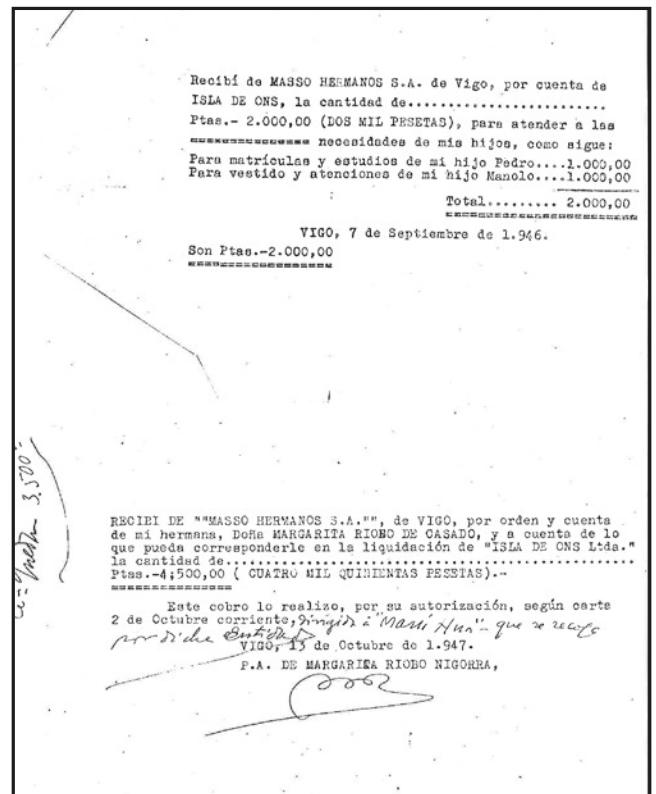 Recibí de MASSO HERMANOS S.A. de Vigo, por cuenta de
ISLA DE ONS, la cantidad de........................
Ptas.- 2.000,00 (DOS MIL PESETAS), para atender a las
=============== necesidades de mis hijos, como sigue:
Para matrículas y estudios de mi hijo Pedro....1.000,00
Para vestido y atenciones de mi hijo Manolo....1.000,00
Total......... 2.000,00
========================
VIGO, 7 de Septiembre de 1.946.
Son Ptas.-2.000,00
==================
3.500
RECIBI DE ""MASSO HERMANOS S.A."", de VIGO, por orden y cuenta
de mi hermana, Doña MARGARITA RIOBO DE CASADO, y a cuenta de lo
que pueda corresponderle en la liquidación de "ISLA DE ONS Ltda."
la cantidad de..................................................
Ptas.-4;500,00 ( CUATRO MIL QUINIENTAS PESETAS).-
===============
Este cobro lo realizo, por su autorización, según carta
2 de Octubre corriente, dirigida a "Massó Hnos" que se recoge
por dicha Entidad
VIGO, 13 de Octubre de 1.947.
P.A. DE MARGARITA RIOBO NIGORRA,